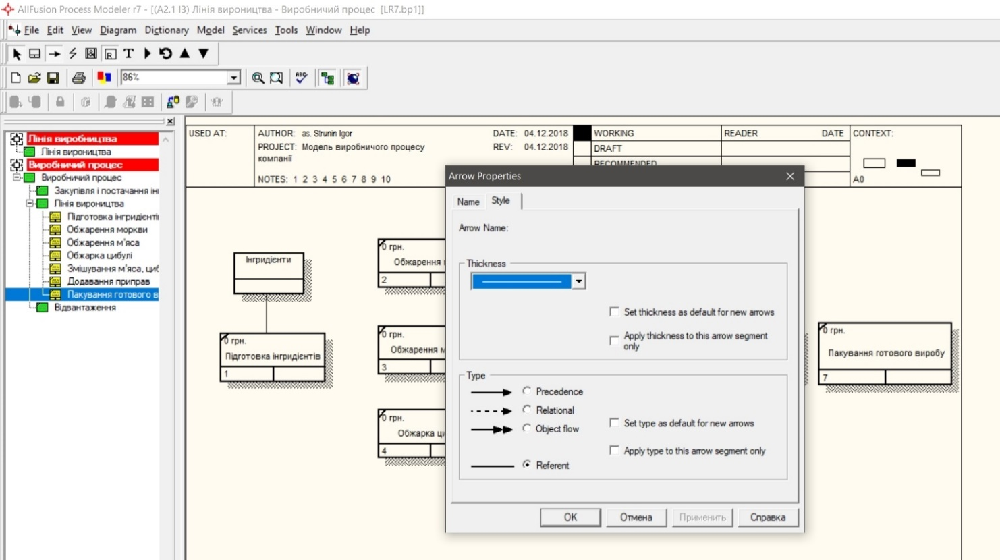 AllFusion Process Modeler r7 - [(A2.1 I3) Лінія вироництва - Виробничий процес [LR7.bp1]]
File Edit View Diagram Dictionary Model Services Tools Window Help
R T
86%
ABC
Лінія виробництва
Лінія вироництва
Виробничий процес
Виробничий процес
Закупівля і постачання
Лінія вироництва
Підготовка інгридієнтів
Обжарення моркви
Обжарення м'яса
Обжарка цибулі
Змішування м'яса, циб
Додавання приправ
Пакування готового в
Відвантаження
USED AT:
AUTHOR: as. Strunin Igor
DATE: 04.12.2018
PROJECT: Модель виробничого процесу
компанії
REV: 04.12.2018
NOTES: 1 2 3 4 5 6 7 8 9 10
WORKING
DRAFT
RECOMMENDED
READER
DATE
CONTEXT:
A0
Інгридієнти
0 грн.
Підготовка інгридієнтів
1
0 грн.
Обжарення
2
0 грн.
Обжарення м
3
0 грн.
Обжарка ци
4
0 грн.
Пакування готового виробу
7
Arrow Properties
Name
Style
Arrow Name:
Thickness
Set thickness as default for new arrows
Apply thickness to this arrow segment
only
Type
Precedence
Relational
Object flow
Referent
Set type as default for new arrows
Apply type to this arrow segment only
OK
Отмена
Применить
Справка